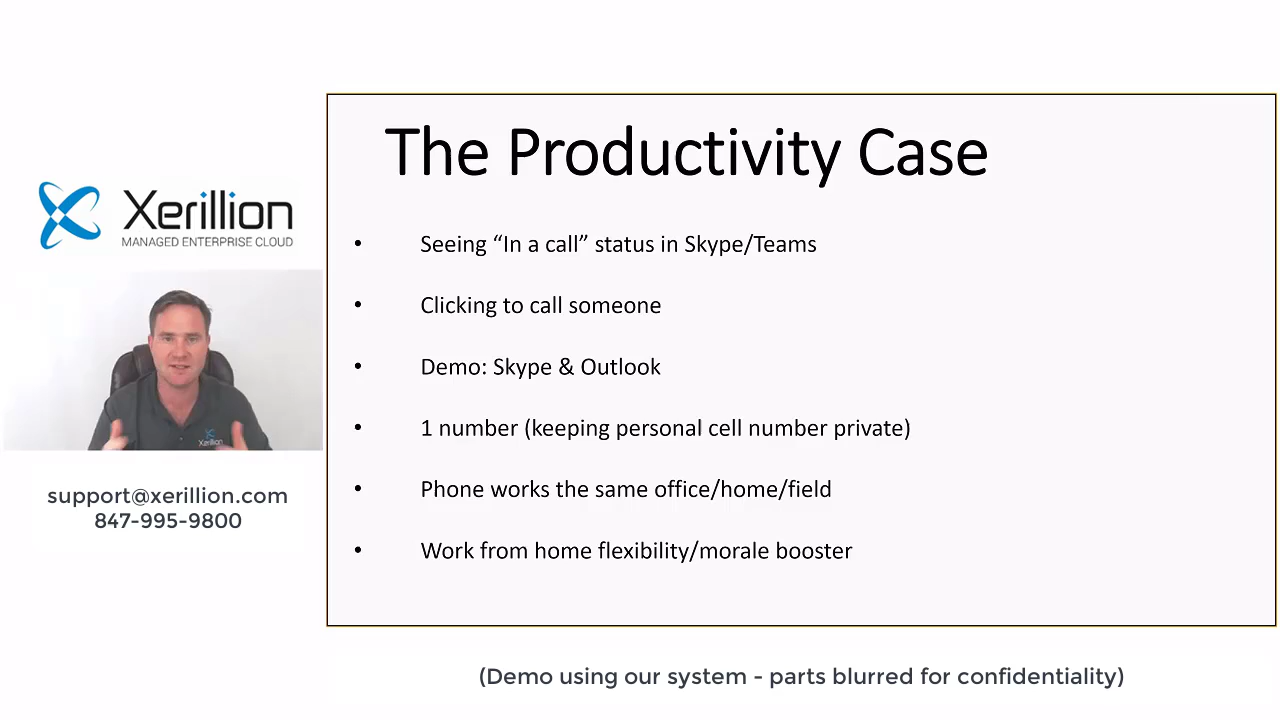 The Productivity Case
Xerillion
MANAGED ENTERPRISE CLOUD
• Seeing “In a call” status in Skype/Teams
• Clicking to call someone
• Demo: Skype & Outlook
• 1 number (keeping personal cell number private)
• Phone works the same office/home/field
• Work from home flexibility/morale booster
Xerillion
support@xerillion.com
847-995-9800
(Demo using our system - parts blurred for confidentiality)